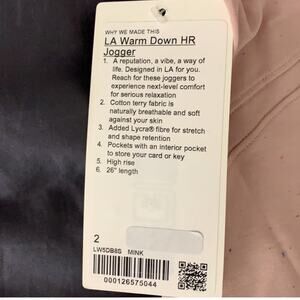 WHY WE MADE THIS
LA Warm Down HR
Jogger
1. A reputation, a vibe, a way of
life. Designed in LA for you.
Reach for these joggers to
experience next-level comfort
for serious relaxation
2. Cotton terry fabric is
naturally breathable and soft
against your skin
3. Added Lycra® fibre for stretch
and shape retention
4. Pockets with an interior pocket
to store your card or key
5. High rise
6. 26" length
2
LW5DB8S MINK
000126575044